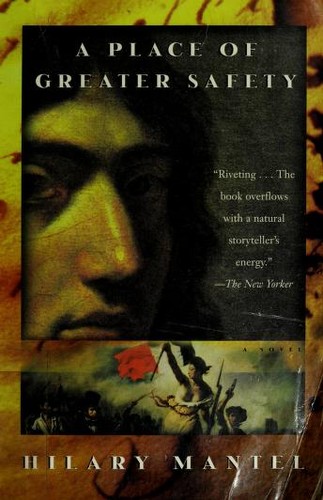 A PLACE OF
GREATER SAFETY
“Riveting . . . The
book overflows
with a natural
storyteller’s
energy.”
—The New Yorker
A NOVEL
HILARY MANTEL